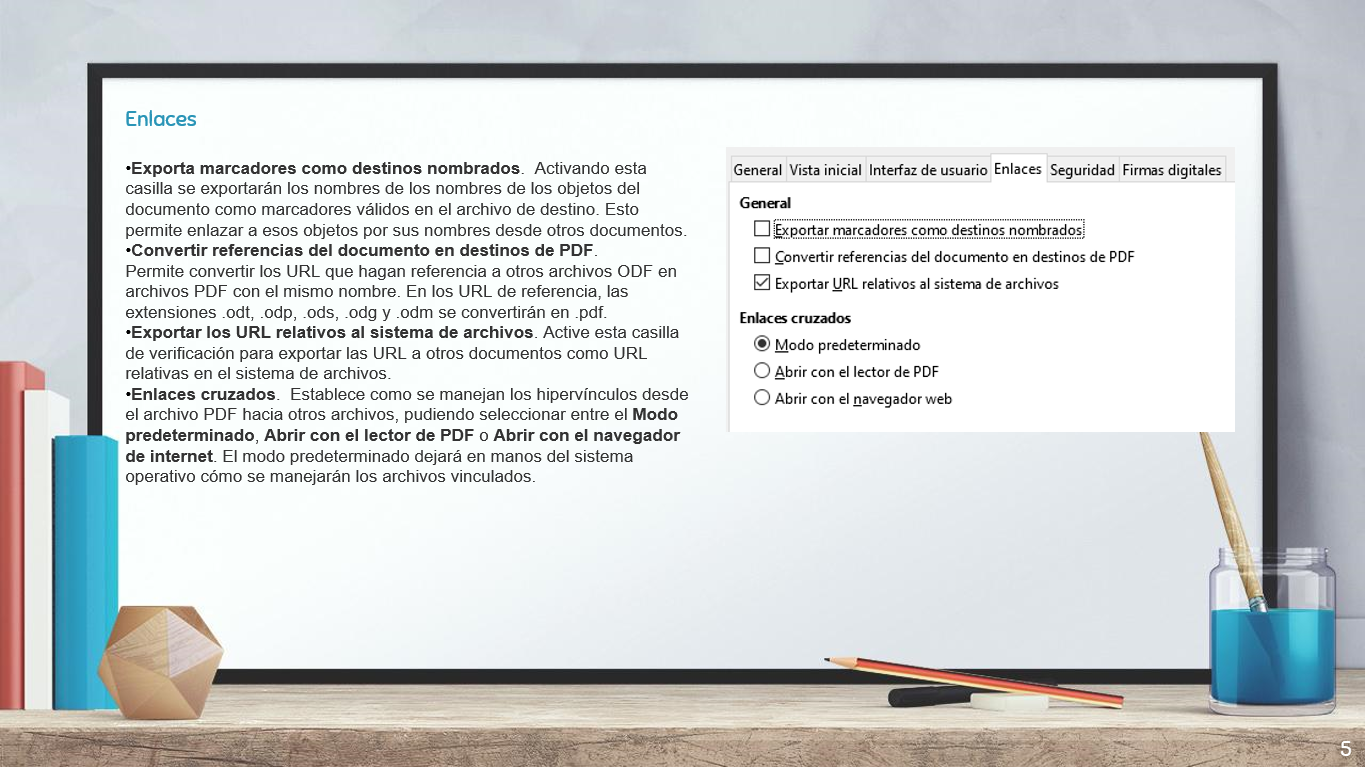 Enlaces
•Exporta marcadores como destinos nombrados.  Activando esta
casilla se exportarán los nombres de los nombres de los objetos del
documento como marcadores válidos en el archivo de destino. Esto
permite enlazar a esos objetos por sus nombres desde otros documentos.
•Convertir referencias del documento en destinos de PDF.
Permite convertir los URL que hagan referencia a otros archivos ODF en
archivos PDF con el mismo nombre. En los URL de referencia, las
extensiones .odt, .odp, .ods, .odg y .odm se convertirán en .pdf.
•Exportar los URL relativos al sistema de archivos. Active esta casilla
de verificación para exportar las URL a otros documentos como URL
relativas en el sistema de archivos.
•Enlaces cruzados.  Establece como se manejan los hipervínculos desde
el archivo PDF hacia otros archivos, pudiendo seleccionar entre el Modo
predeterminado, Abrir con el lector de PDF o Abrir con el navegador
de internet. El modo predeterminado dejará en manos del sistema
operativo cómo se manejarán los archivos vinculados.
General Vista inicial Interfaz de usuario Enlaces Seguridad Firmas digitales
General
Exportar marcadores como destinos nombrados
Convertir referencias del documento en destinos de PDF
Exportar URL relativos al sistema de archivos
Enlaces cruzados
Modo predeterminado
Abrir con el lector de PDF
Abrir con el navegador web
5